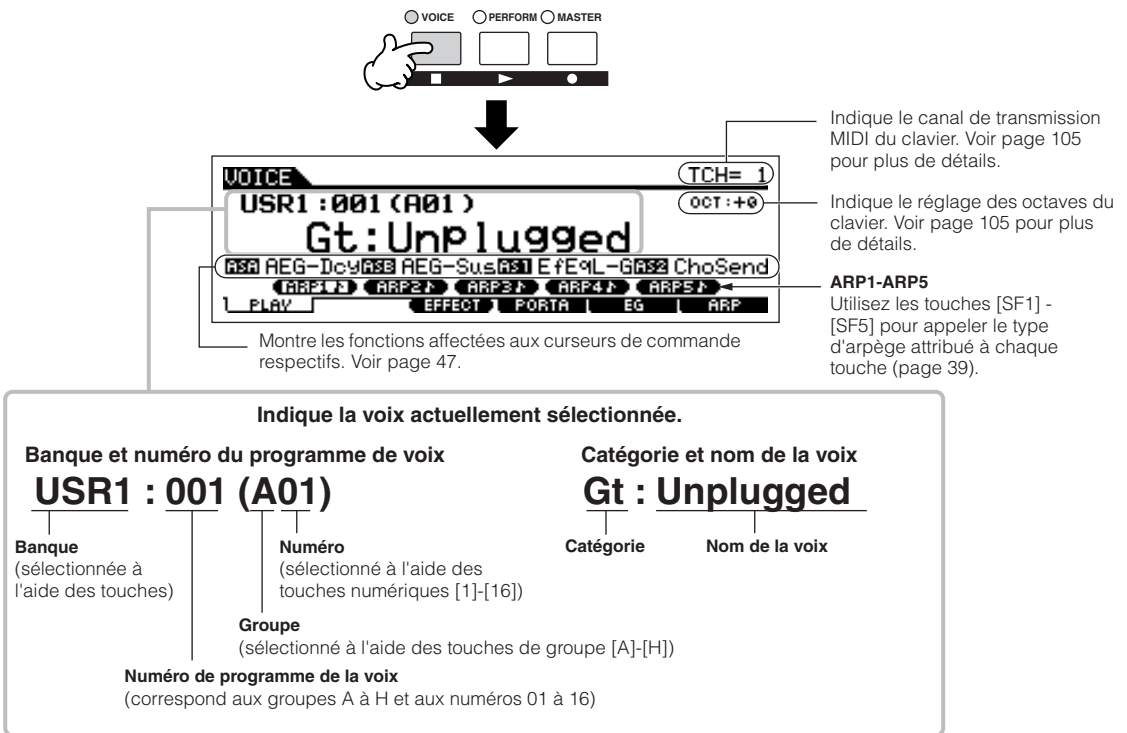 VOICE PERFORM MASTER
Indique le canal de transmission
MIDI du clavier. Voir page 105
pour plus de détails.
VOICE
TCH= 1
USR1:001(A01)
OCT:+0
Indique le réglage des octaves du
clavier. Voir page 105 pour plus
de détails.
Gt:Unplugged
ASA AEG-Dcy ASB AEG-Sus AS1 EfEqL-G AS2 ChoSend
ARP1♪ ARP2♪ ARP3♪ ARP4♪ ARP5♪
PLAY EFFECT PORTA EG ARP
ARP1-ARP5
Utilisez les touches [SF1] -
[SF5] pour appeler le type
d'arpège attribué à chaque
touche (page 39).
Montre les fonctions affectées aux curseurs de commande
respectifs. Voir page 47.
Indique la voix actuellement sélectionnée.
Banque et numéro du programme de voix
USR1 : 001 (A01)
Banque
(sélectionnée à
l'aide des touches)
Numéro
(sélectionné à l'aide des
touches numériques [1]-[16])
Groupe
(sélectionné à l'aide des touches de groupe [A]-[H])
Numéro de programme de la voix
(correspond aux groupes A à H et aux numéros 01 à 16)
Catégorie et nom de la voix
Gt : Unplugged
Catégorie
Nom de la voix